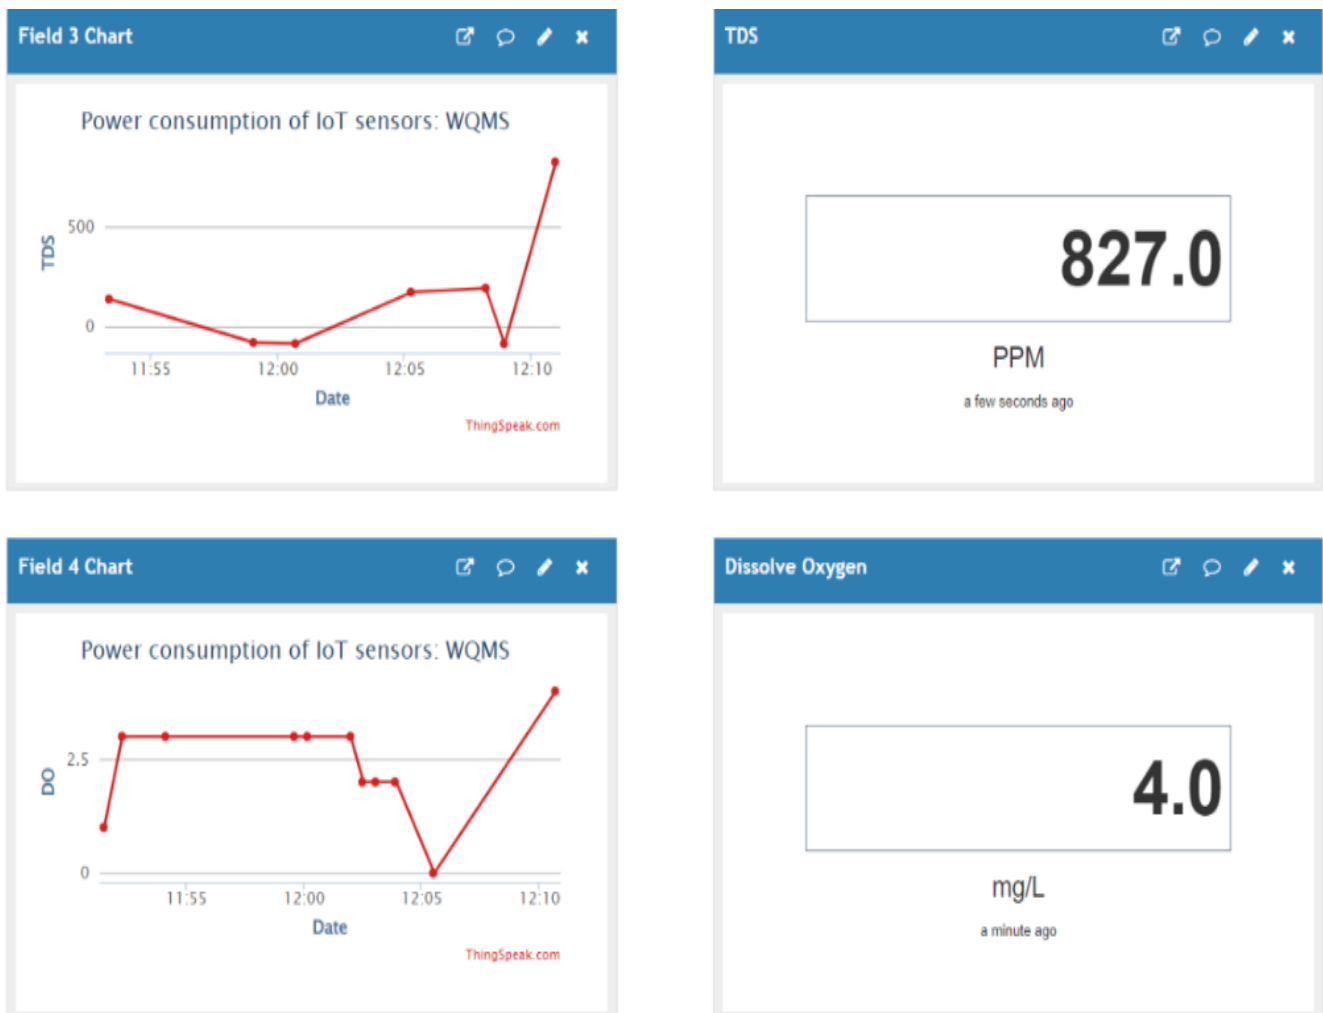 Field 3 Chart
Power consumption of IoT sensors: WQMS
500
0
TDS
11:55 12:00 12:05 12:10
Date
ThingSpeak.com
TDS
827.0
PPM
a few seconds ago
Field 4 Chart
Power consumption of IoT sensors: WQMS
2.5
0
DO
11:55 12:00 12:05 12:10
Date
ThingSpeak.com
Dissolve Oxygen
4.0
mg/L
a minute ago